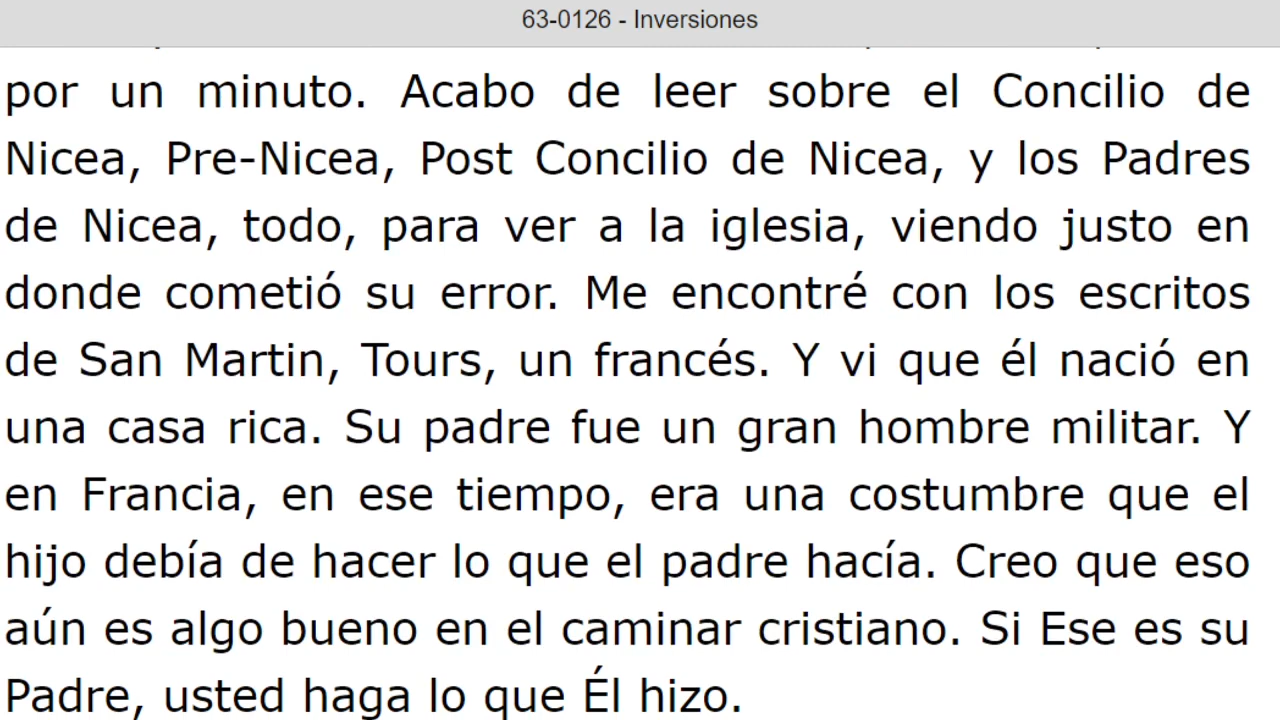 63-0126 - Inversiones
por un minuto. Acabo de leer sobre el Concilio de
Nicea, Pre-Nicea, Post Concilio de Nicea, y los Padres
de Nicea, todo, para ver a la iglesia, viendo justo en
donde cometió su error. Me encontré con los escritos
de San Martin, Tours, un francés. Y vi que él nació en
una casa rica. Su padre fue un gran hombre militar. Y
en Francia, en ese tiempo, era una costumbre que el
hijo debía de hacer lo que el padre hacía. Creo que eso
aún es algo bueno en el caminar cristiano. Si Ese es su
Padre, usted haga lo que Él hizo.